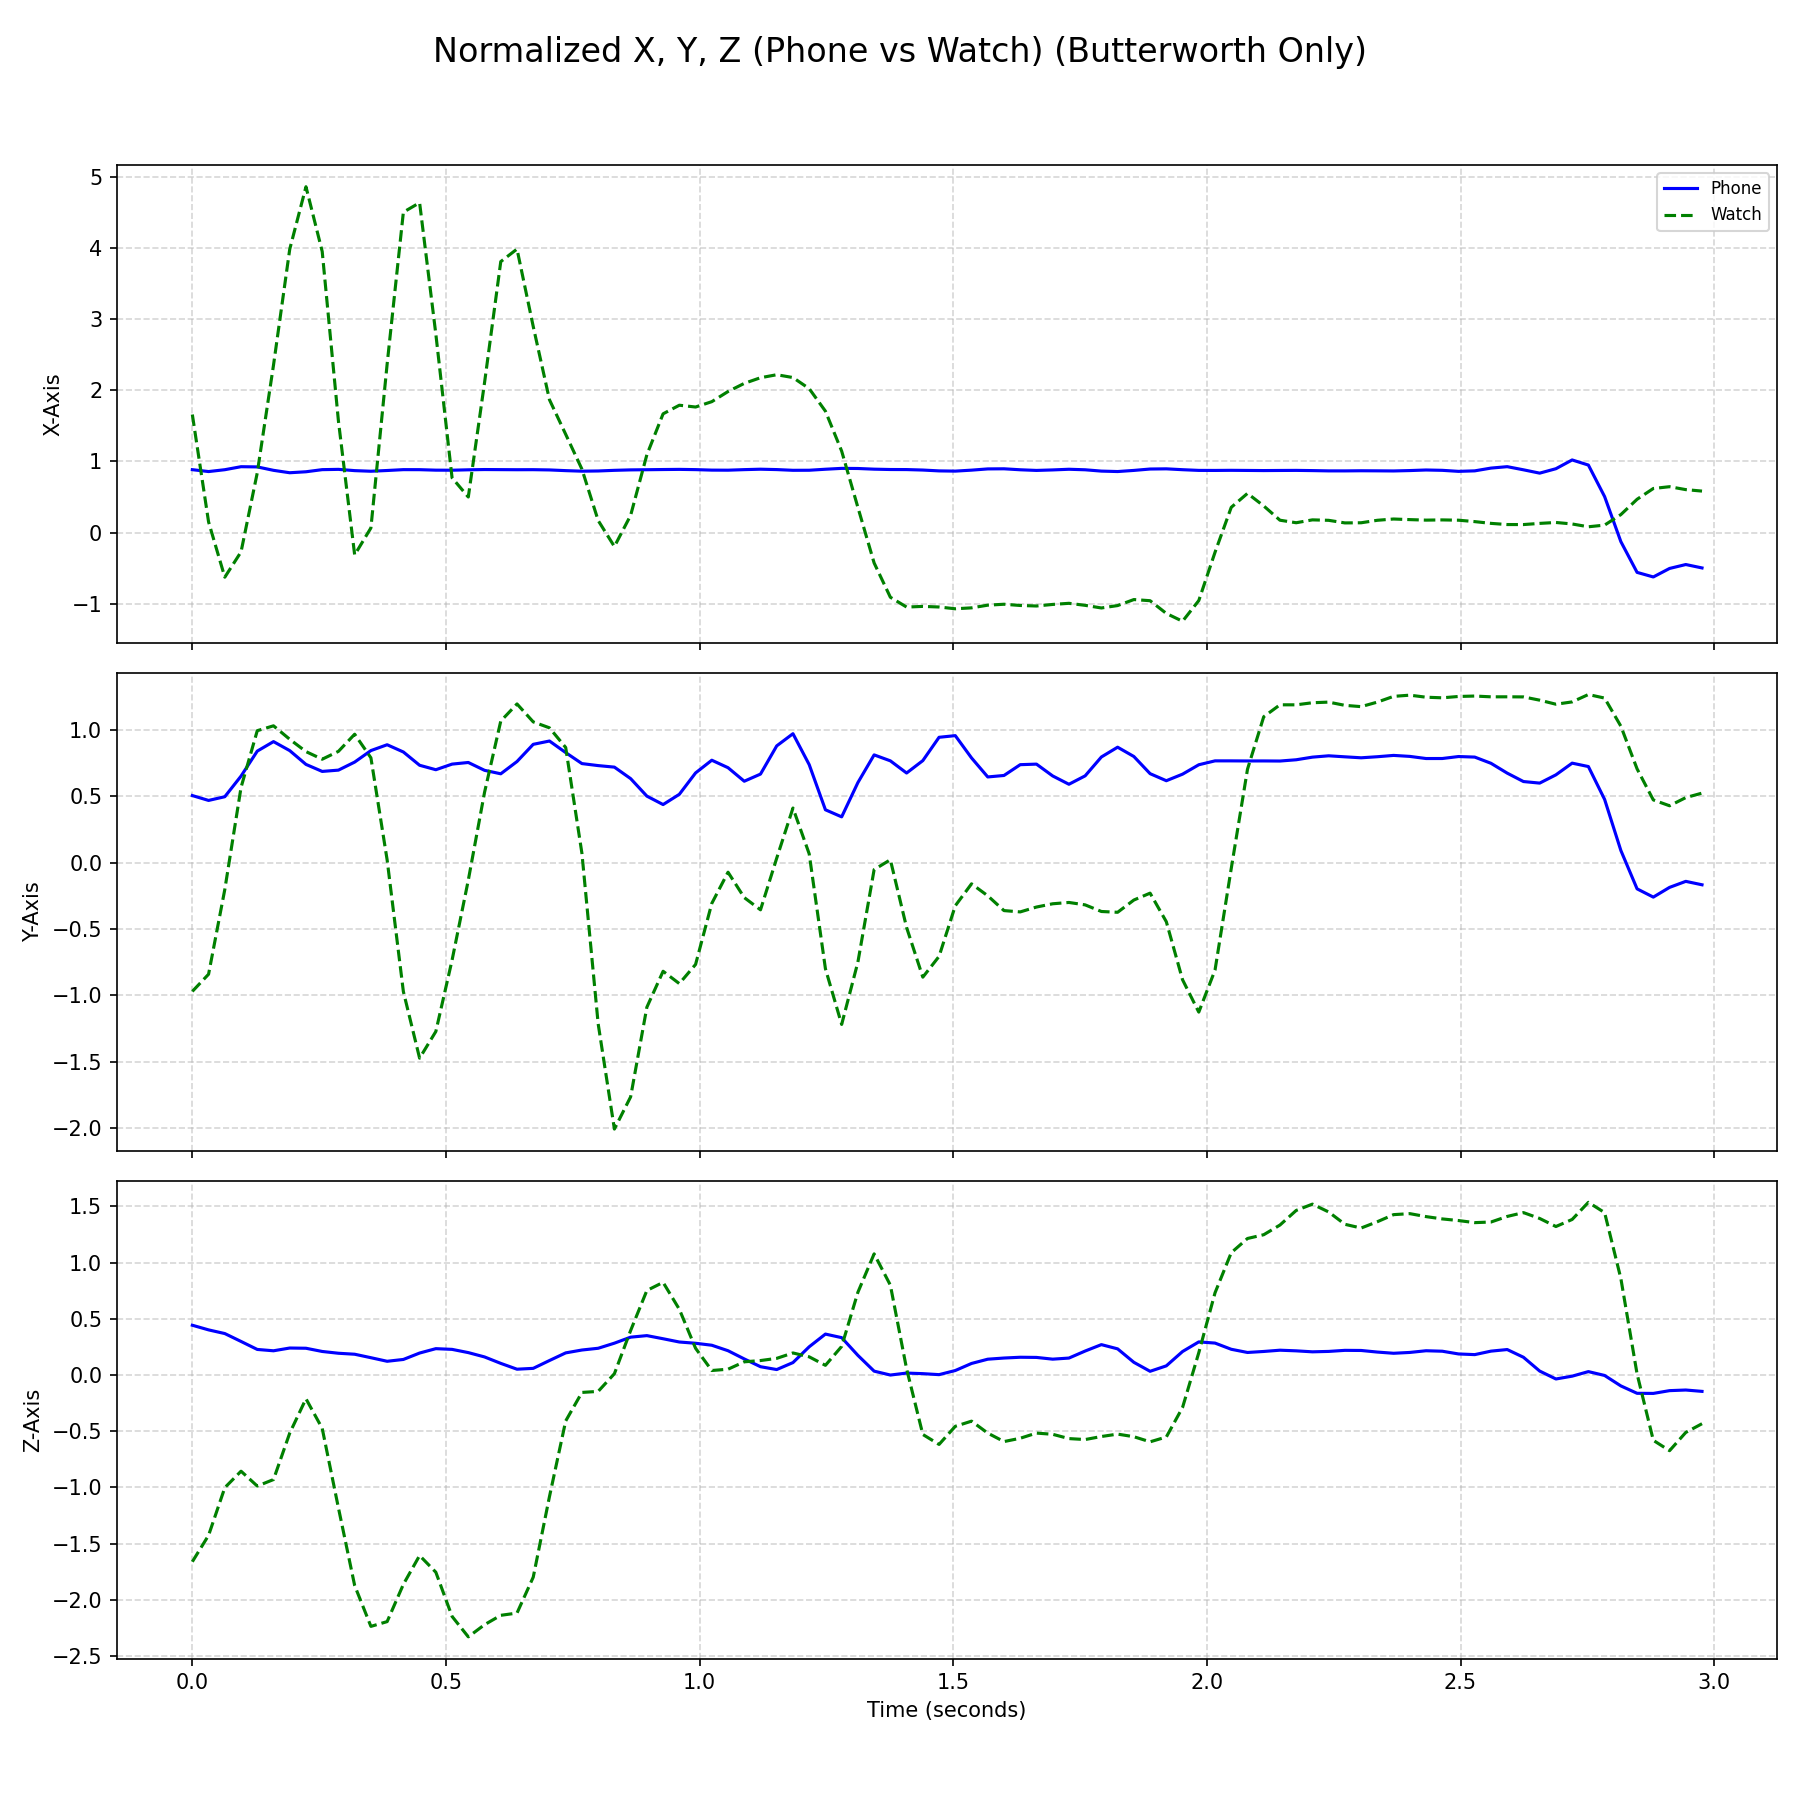 Normalized X, Y, Z (Phone vs Watch) (Butterworth Only)
Phone
Watch
X-Axis
5
4
3
2
1
0
−1
Y-Axis
1.0
0.5
0.0
−0.5
−1.0
−1.5
−2.0
Z-Axis
1.5
1.0
0.5
0.0
−0.5
−1.0
−1.5
−2.0
−2.5
0.0 0.5 1.0 1.5 2.0 2.5 3.0
Time (seconds)